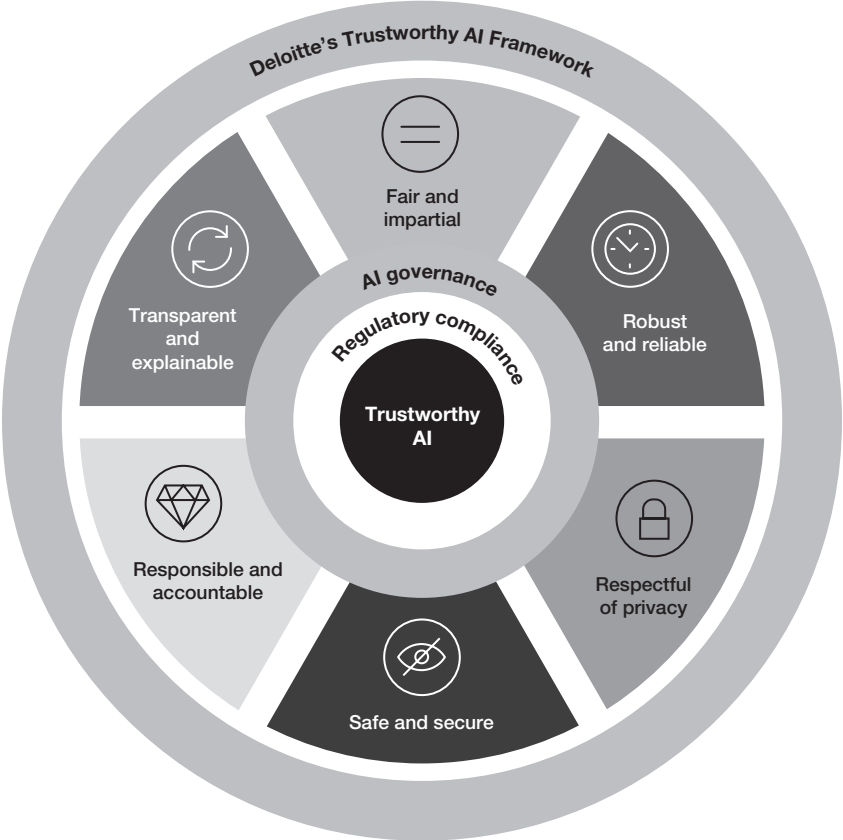 Deloitte’s Trustworthy AI Framework
Fair and
impartial
Robust
and reliable
Respectful
of privacy
Safe and secure
Responsible and
accountable
Transparent
and
explainable
AI governance
Regulatory compliance
Trustworthy
AI